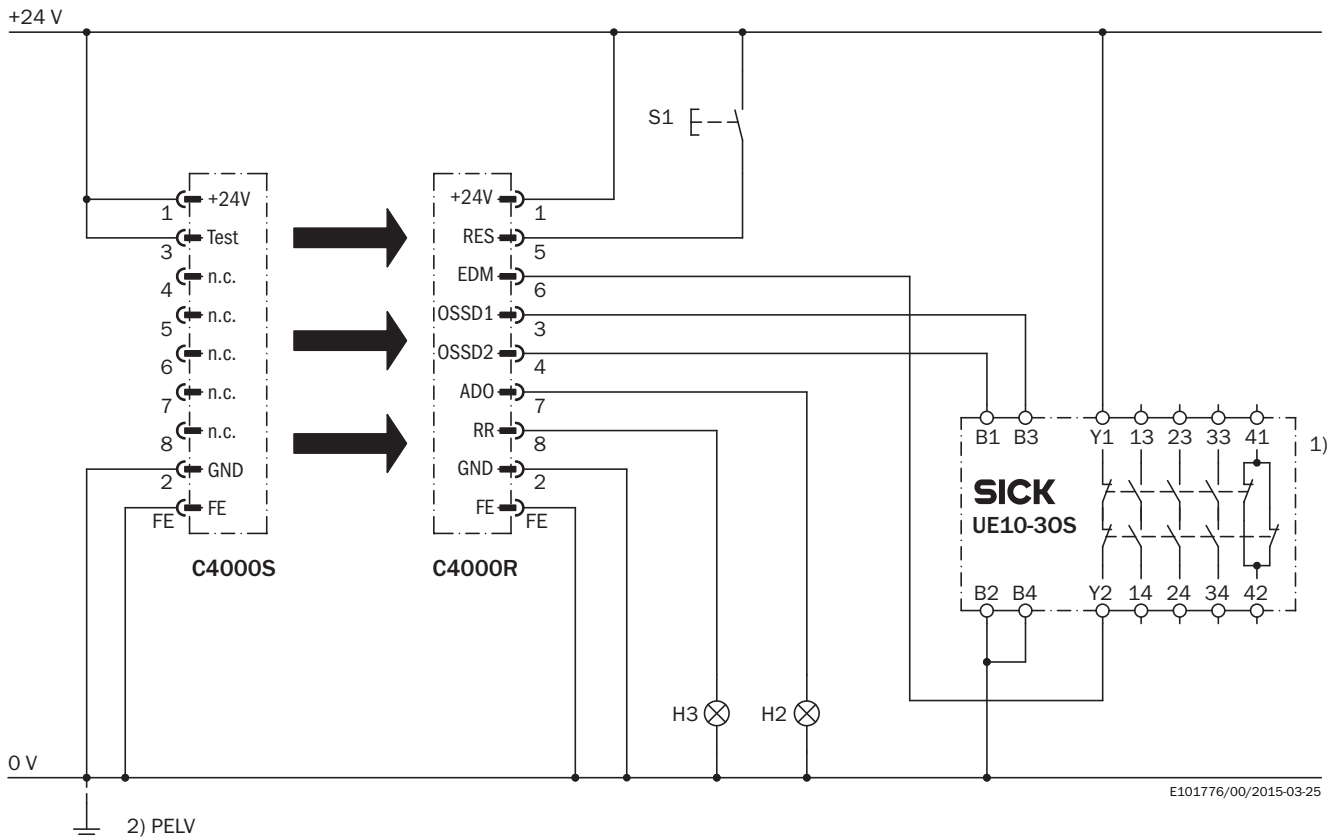 +24 V
S1
+24V
1
Test
3
n.c.
4
n.c.
5
n.c.
6
n.c.
7
n.c.
8
GND
2
FE
FE
C4000S
+24V
1
RES
5
EDM
6
OSSD1
3
OSSD2
4
ADO
7
RR
8
GND
2
FE
FE
C4000R
B1 B3 Y1 13 23 33 41
1)
SICK
UE10-30S
B2 B4 Y2 14 24 34 42
H3
H2
0 V
E101776/00/2015-03-25
2) PELV